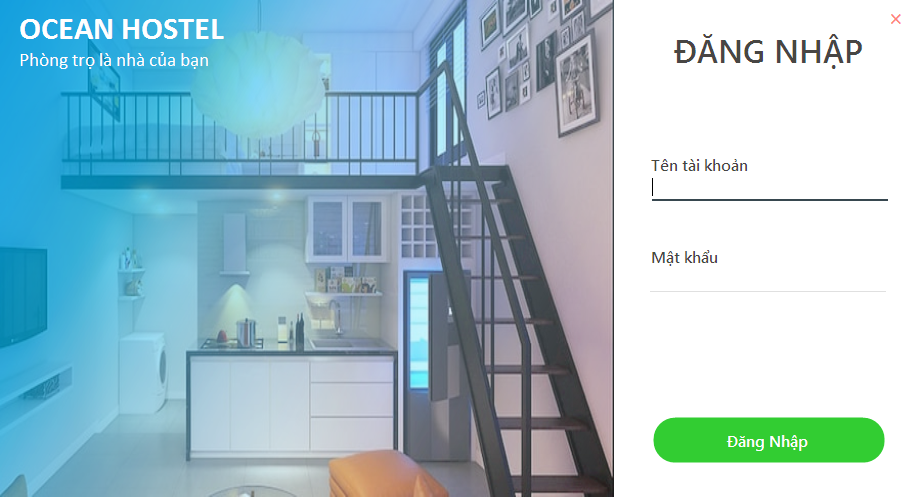 OCEAN HOSTEL
Phòng trọ là nhà của bạn
ĐĂNG NHẬP
Tên tài khoản
Mật khẩu
Đăng Nhập